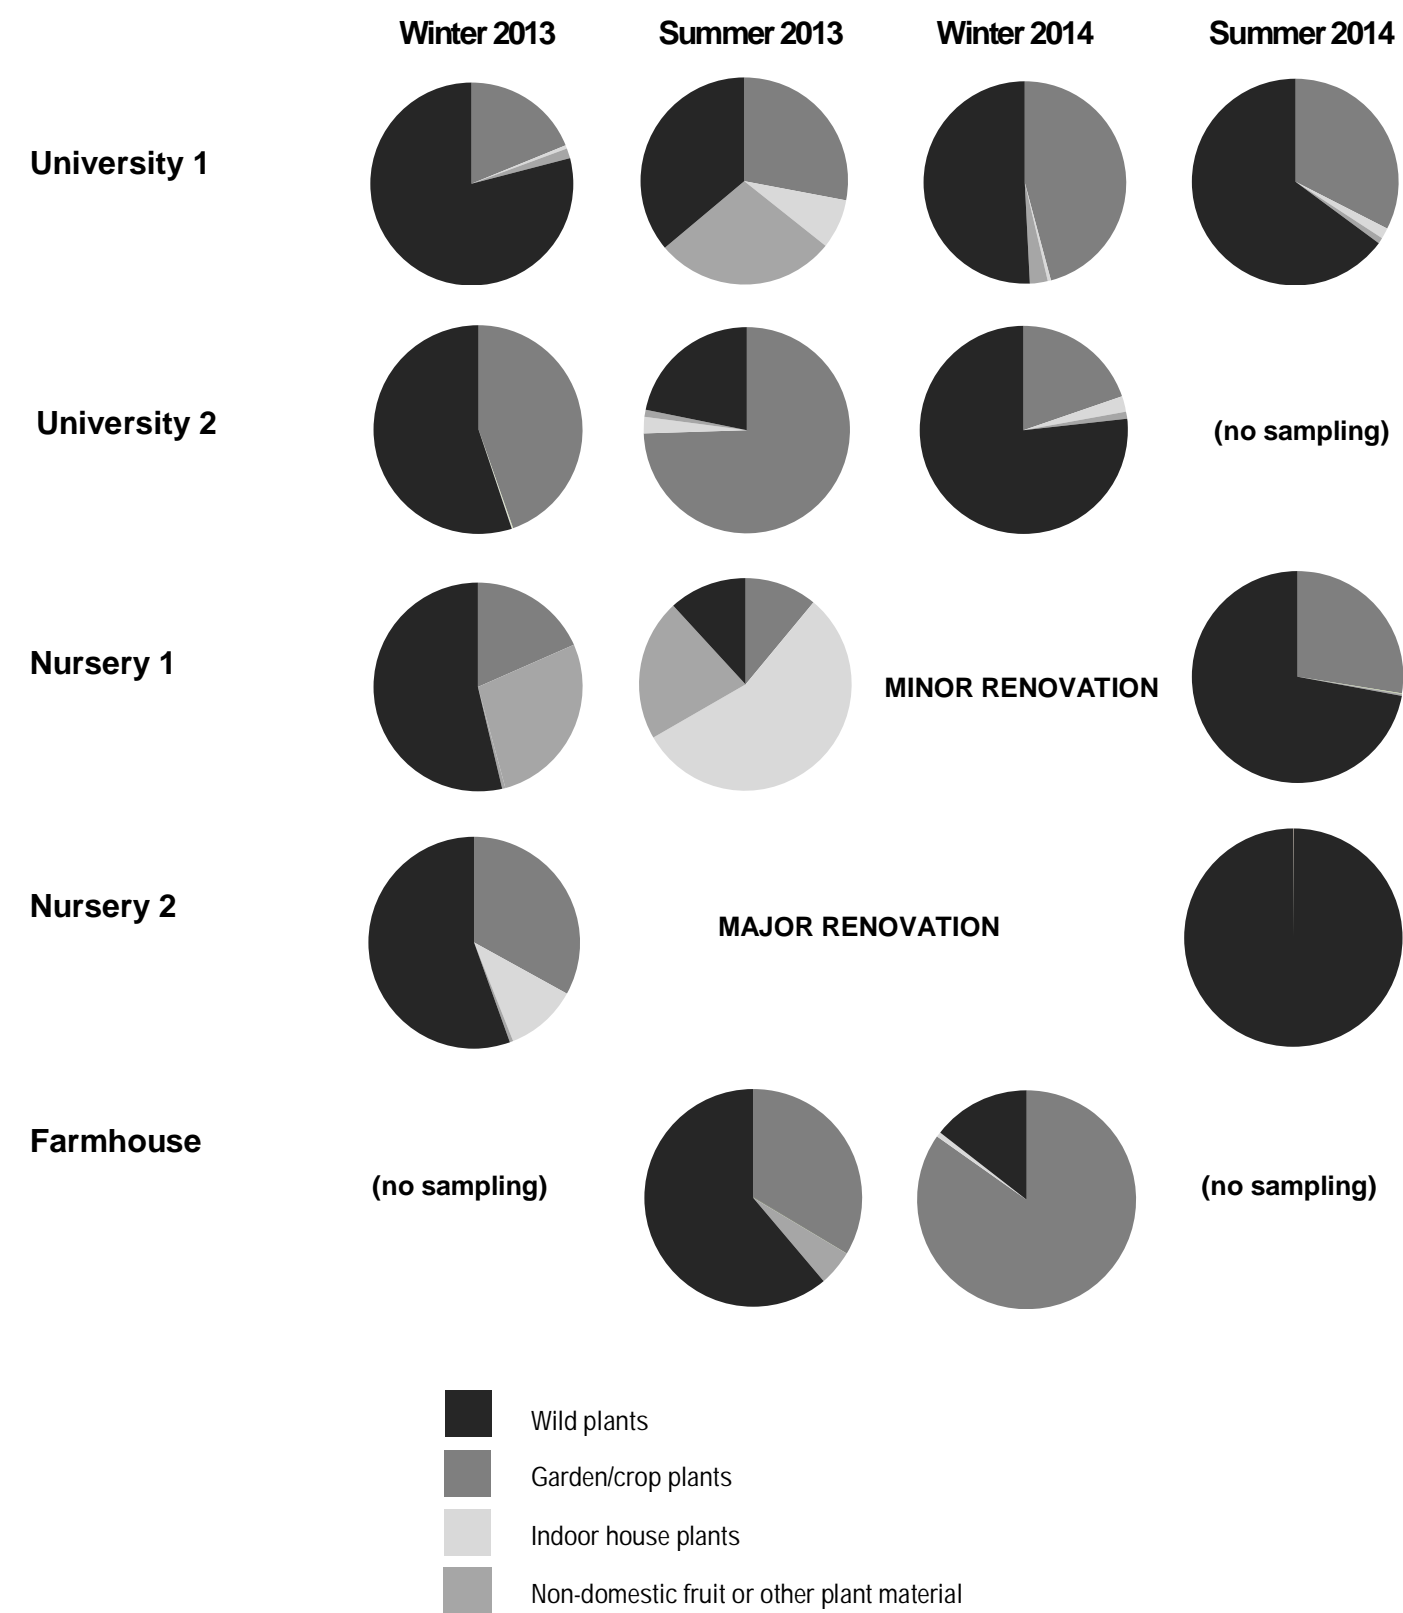 Winter 2013 Summer 2013 Winter 2014 Summer 2014
University 1
University 2
(no sampling)
Nursery 1
MINOR RENOVATION
Nursery 2
MAJOR RENOVATION
Farmhouse
(no sampling)
(no sampling)
Wild plants
Garden/crop plants
Indoor house plants
Non-domestic fruit or other plant material